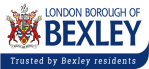 LONDON BOROUGH OF
BEXLEY
Trusted by Bexley residents